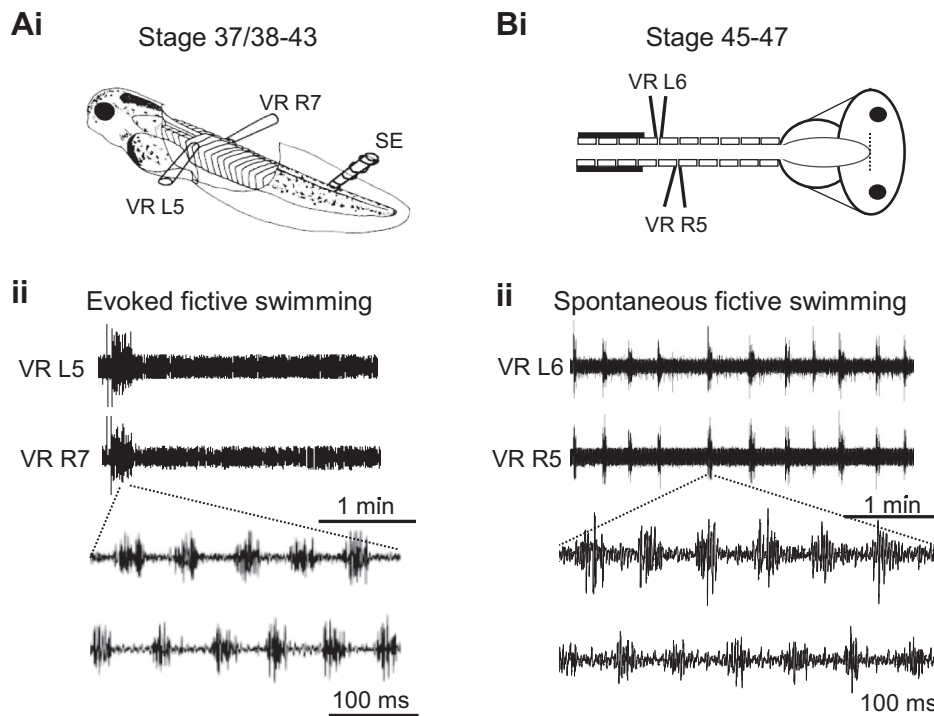 Ai
Stage 37/38-43
VR R7
SE
VR L5
ii
Evoked fictive swimming
VR L5
VR R7
1 min
100 ms
Bi
Stage 45-47
VR L6
VR R5
ii
Spontaneous fictive swimming
VR L6
VR R5
1 min
100 ms